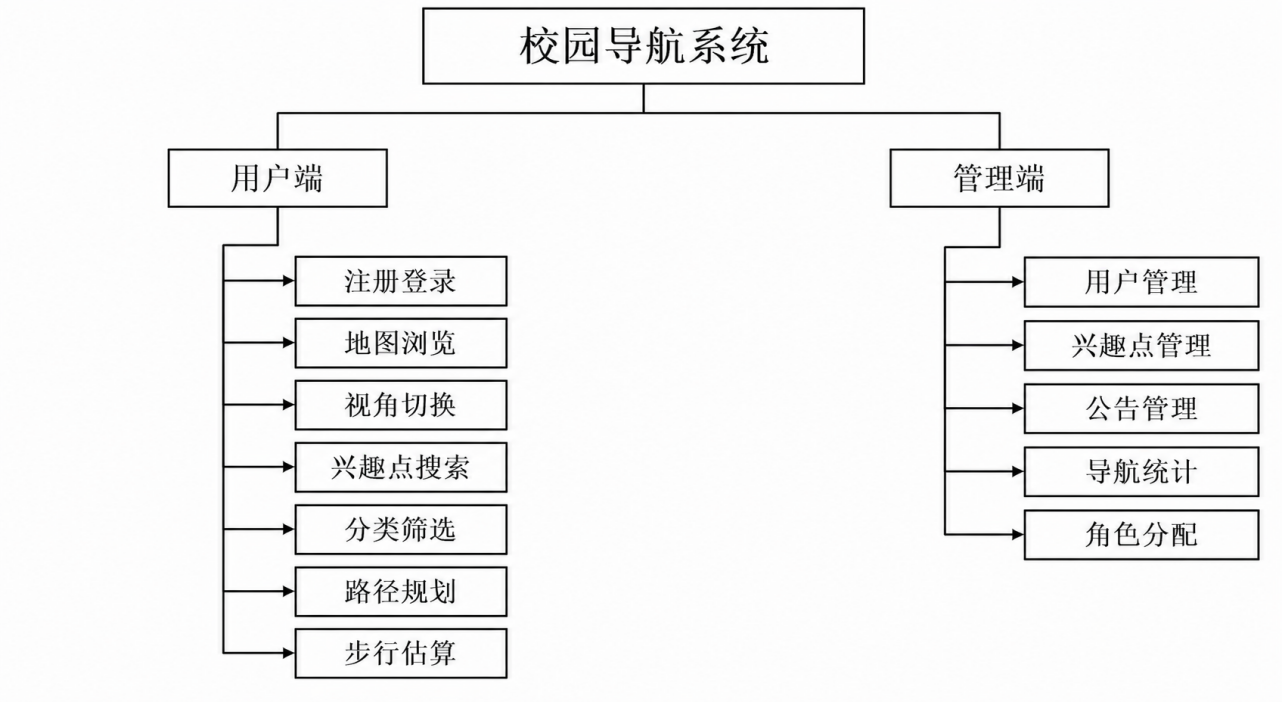 校园导航系统
用户端
管理端
注册登录
地图浏览
视角切换
兴趣点搜索
分类筛选
路径规划
步行估算
用户管理
兴趣点管理
公告管理
导航统计
角色分配